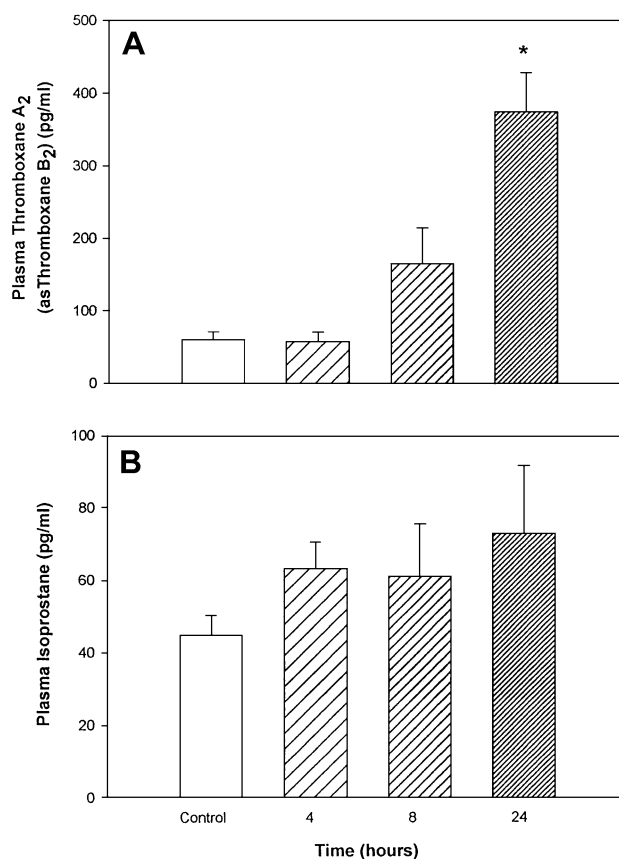 A
Plasma Thromboxane A2
(asThromboxane B2) (pg/ml)
500
400
300
200
100
0
*
B
Plasma Isoprostane (pg/ml)
100
80
60
40
20
0
Control 4 8 24
Time (hours)